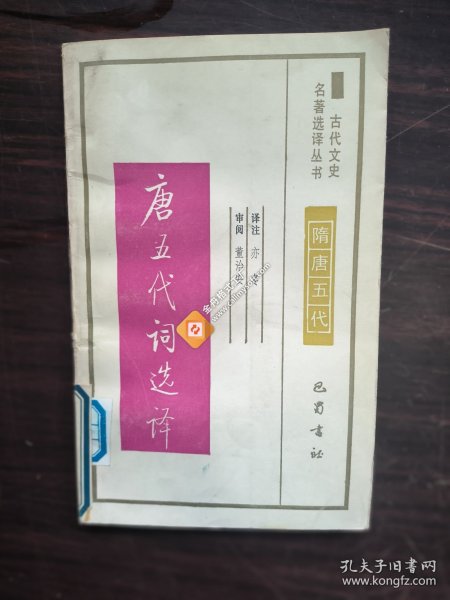 古代文史
名著选译丛书
隋唐五代
译注 亦
审阅 董治
唐五代词选译
巴蜀书社
孔夫子旧书网
www.kongfz.com